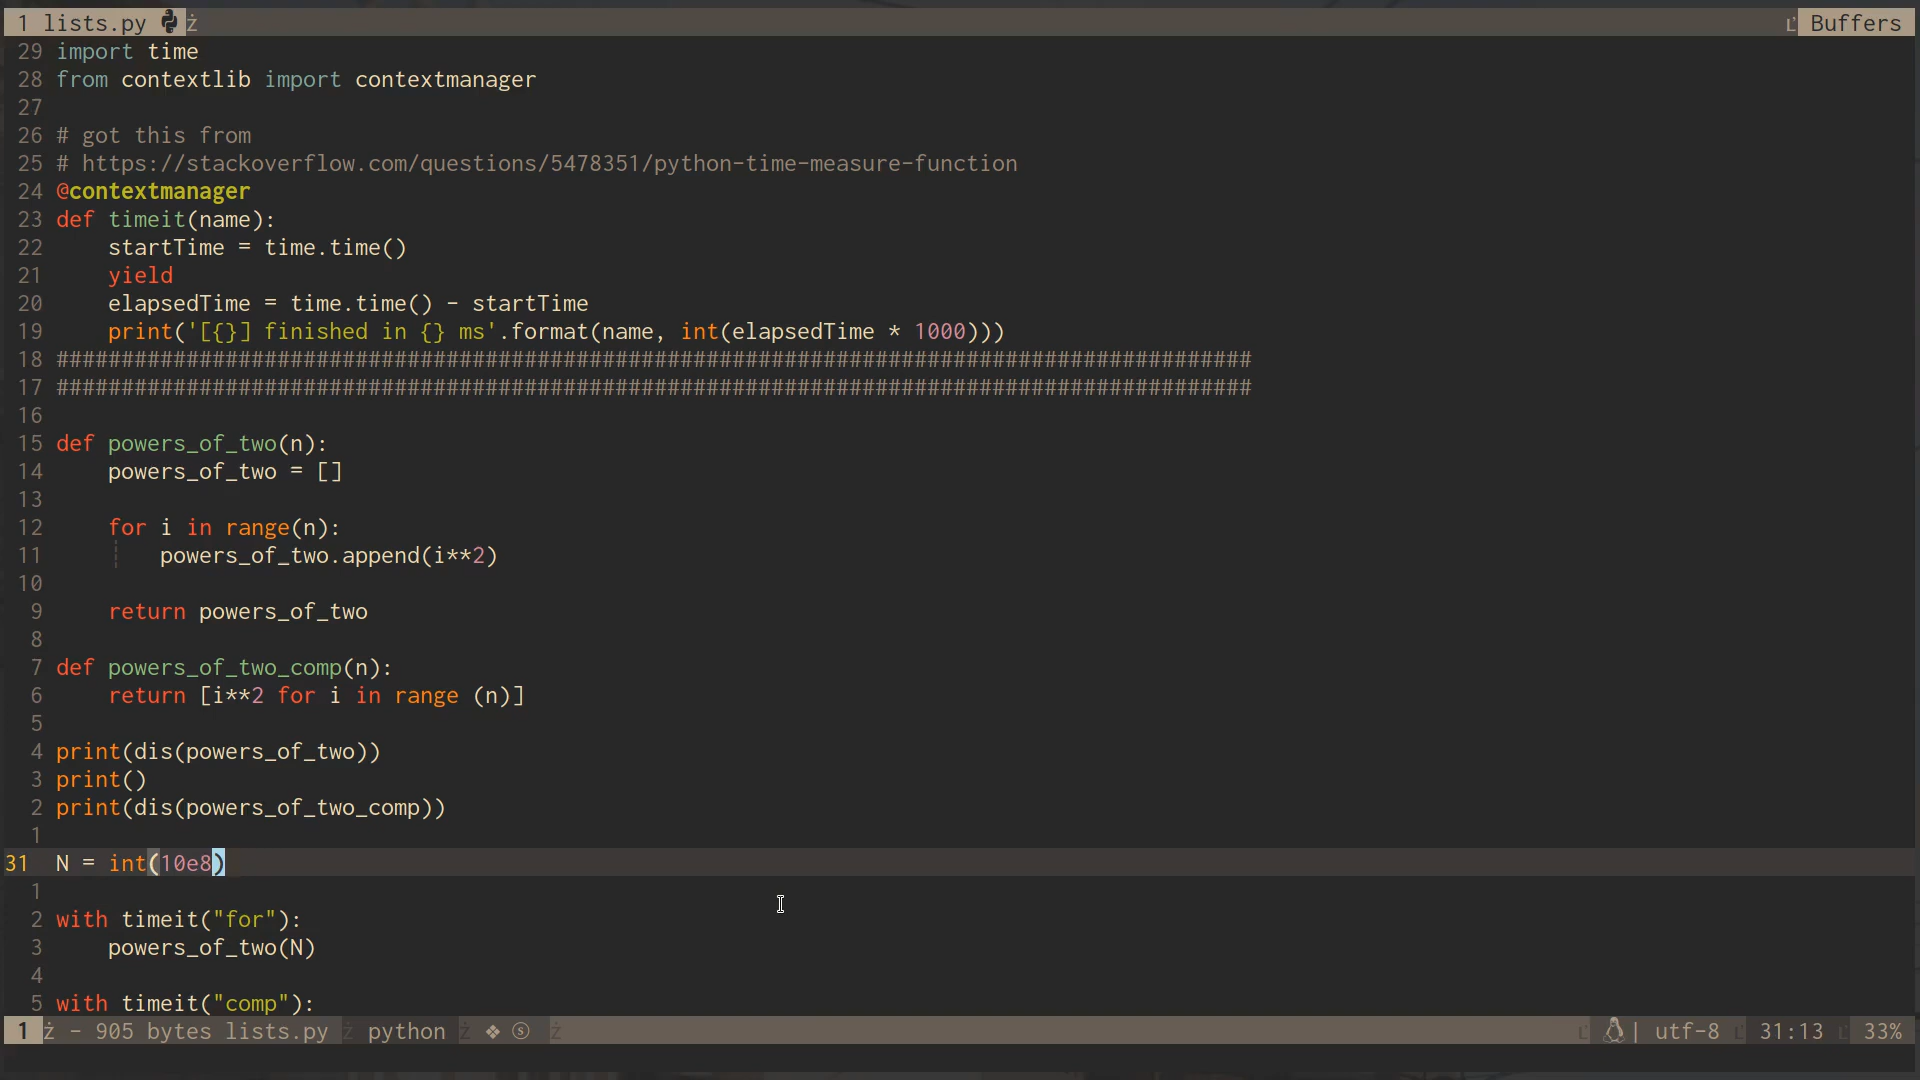 1 lists.py Buffers
29 import time
28 from contextlib import contextmanager
27
26 # got this from
25 # https://stackoverflow.com/questions/5478351/python-time-measure-function
24 @contextmanager
23 def timeit(name):
22     startTime = time.time()
21     yield
20     elapsedTime = time.time() - startTime
19     print('[{}] finished in {} ms'.format(name, int(elapsedTime * 1000)))
18 ############################################################################################
17 ############################################################################################
16
15 def powers_of_two(n):
14     powers_of_two = []
13
12     for i in range(n):
11         powers_of_two.append(i**2)
10
9     return powers_of_two
8
7 def powers_of_two_comp(n):
6     return [i**2 for i in range (n)]
5
4 print(dis(powers_of_two))
3 print()
2 print(dis(powers_of_two_comp))
1
31 N = int(10e8)
1
2 with timeit("for"):
3     powers_of_two(N)
4
5 with timeit("comp"):
1 ż - 905 bytes lists.py ż python ż ❖ ⓢ ż | utf-8 31:13 33%